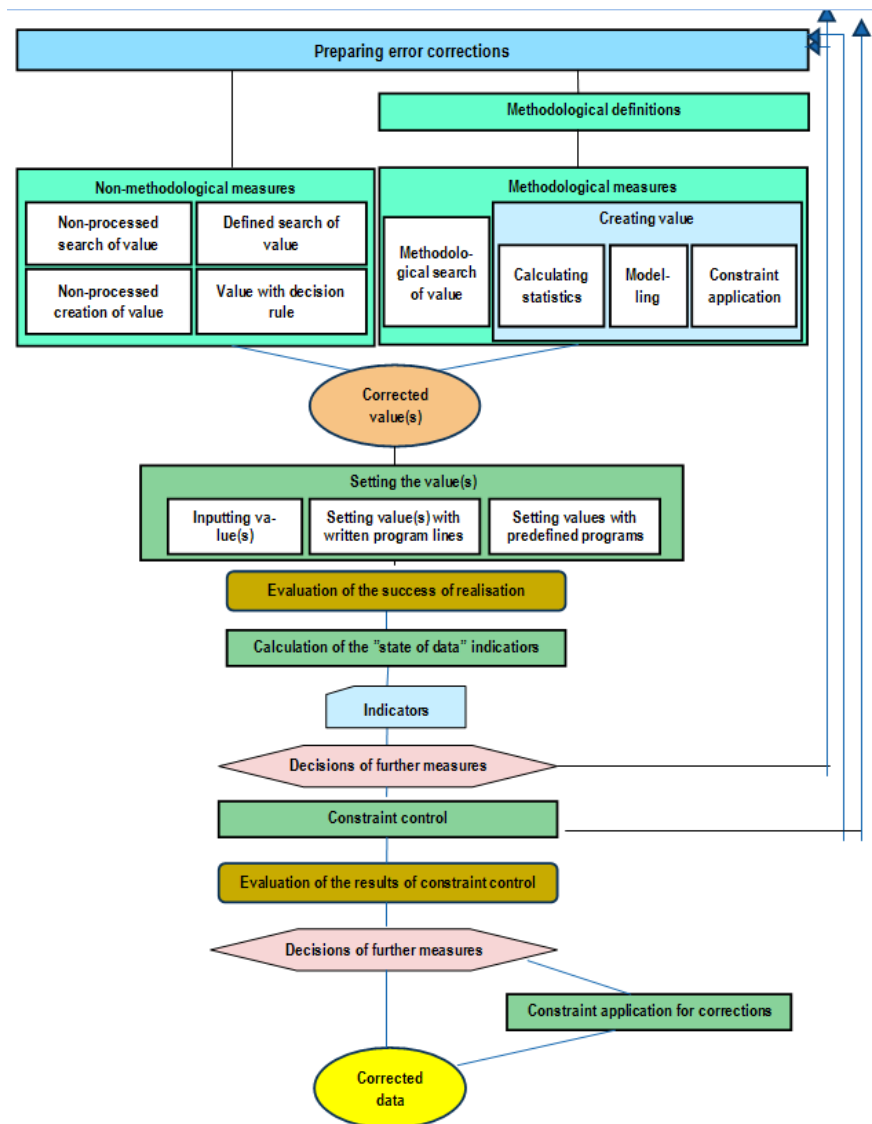 Preparing error corrections
Methodological definitions
Non-methodological measures
Non-processed
search of value
Defined search of
value
Non-processed
creation of value
Value with decision
rule
Methodological measures
Methodolo-
gical search
of value
Creating value
Calculating
statistics
Model-
ling
Constraint
application
Corrected
value(s)
Setting the value(s)
Inputting va-
lue(s)
Setting value(s) with
written program lines
Setting values with
predefined programs
Evaluation of the success of realisation
Calculation of the ”state of data” indicatiors
Indicators
Decisions of further measures
Constraint control
Evaluation of the results of constraint control
Decisions of further measures
Constraint application for corrections
Corrected
data